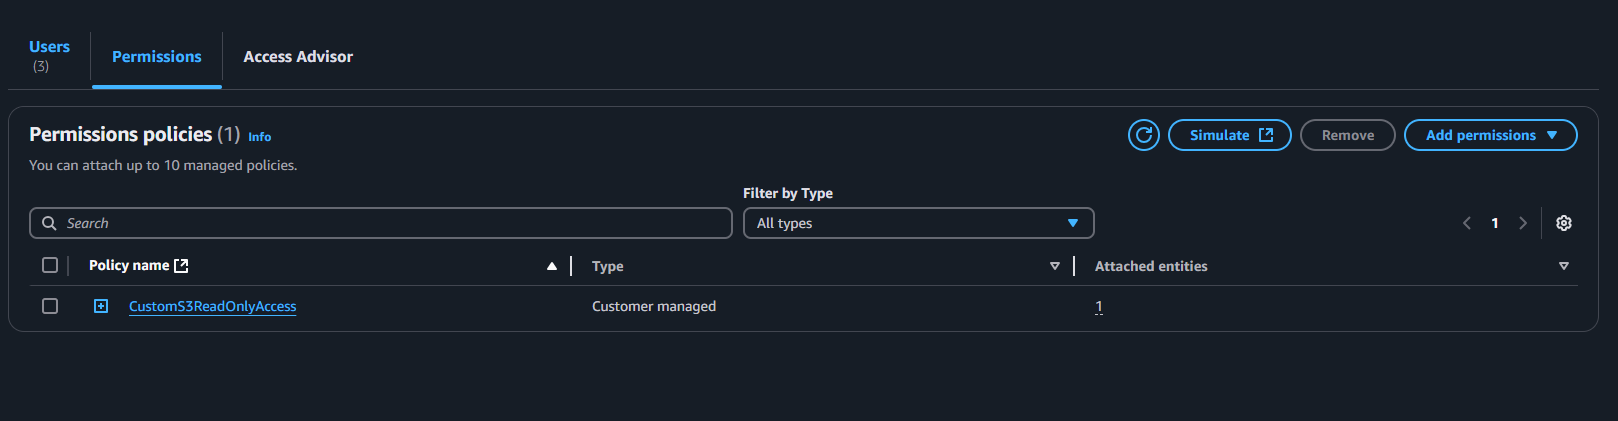 Users
(3)
Permissions
Access Advisor
Permissions policies (1) Info
Simulate
Remove
Add permissions
You can attach up to 10 managed policies.
Filter by Type
Search
All types
1
Policy name
Type
Attached entities
CustomS3ReadOnlyAccess
Customer managed
1